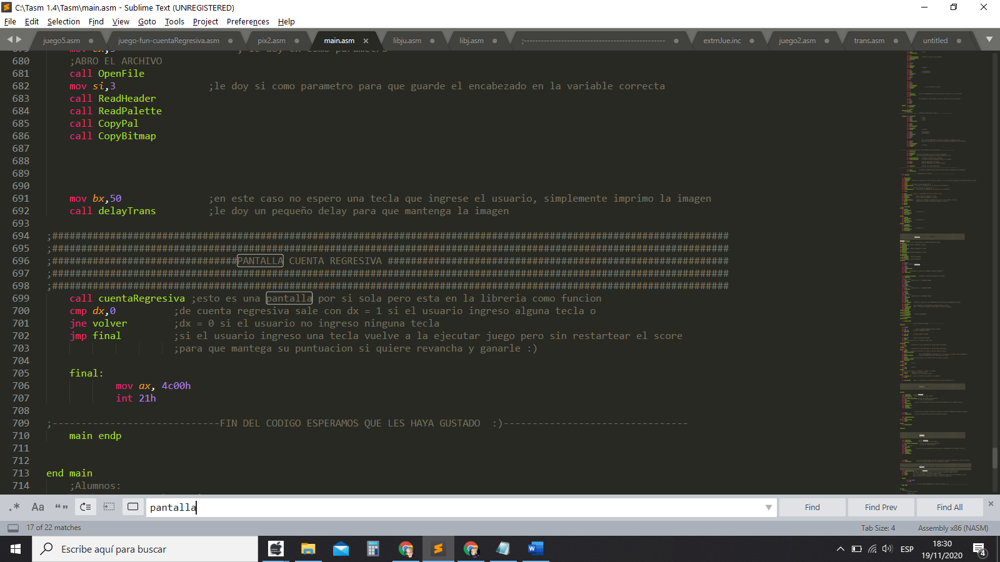 C:\Tasm 1.4\Tasm\main.asm - Sublime Text (UNREGISTERED)
File Edit Selection Find View Goto Tools Project Preferences Help
juego5.asm juego-fun-cuentaRegresiva.asm pix2.asm main.asm libju.asm libj.asm extrnJue.inc juego2.asm trans.asm untitled
680 ;ABRO EL ARCHIVO
681 call OpenFile
682 mov si,3 ;le doy si como parametro para que guarde el encabezado en la variable correcta
683 call ReadHeader
684 call ReadPalette
685 call CopyPal
686 call CopyBitmap
687
688
689
690
691 mov bx,50 ;en este caso no espero una tecla que ingrese el usuario, simplemente imprimo la imagen
692 call delayTrans ;le doy un pequeño delay para que mantenga la imagen
693
694 ;#####################################################################################################################
695 ;#####################################################################################################################
696 ;################################PANTALLA CUENTA REGRESIVA ###########################################################
697 ;#####################################################################################################################
698 ;#####################################################################################################################
699 call cuentaRegresiva ;esto es una pantalla por si sola pero esta en la libreria como funcion
700 cmp dx,0 ;de cuenta regresiva sale con dx = 1 si el usuario ingreso alguna tecla o
701 jne volver ;dx = 0 si el usuario no ingreso ninguna tecla
702 jmp final ;si el usuario ingreso una tecla vuelve a la ejecutar juego pero sin restartear el score
703 ;para que mantega su puntuacion si quiere revancha y ganarle :)
704
705 final:
706 mov ax, 4c00h
707 int 21h
708
709 ;-----------------------------FIN DEL CODIGO ESPERAMOS QUE LES HAYA GUSTADO :)--------------------------------
710 main endp
711
712
713 end main
714 ;Alumnos:
.* Aa “” pantalla Find Find Prev Find All
17 of 22 matches Tab Size: 4 Assembly x86 (NASM)
Escribe aquí para buscar ESP 18:30
19/11/2020 4